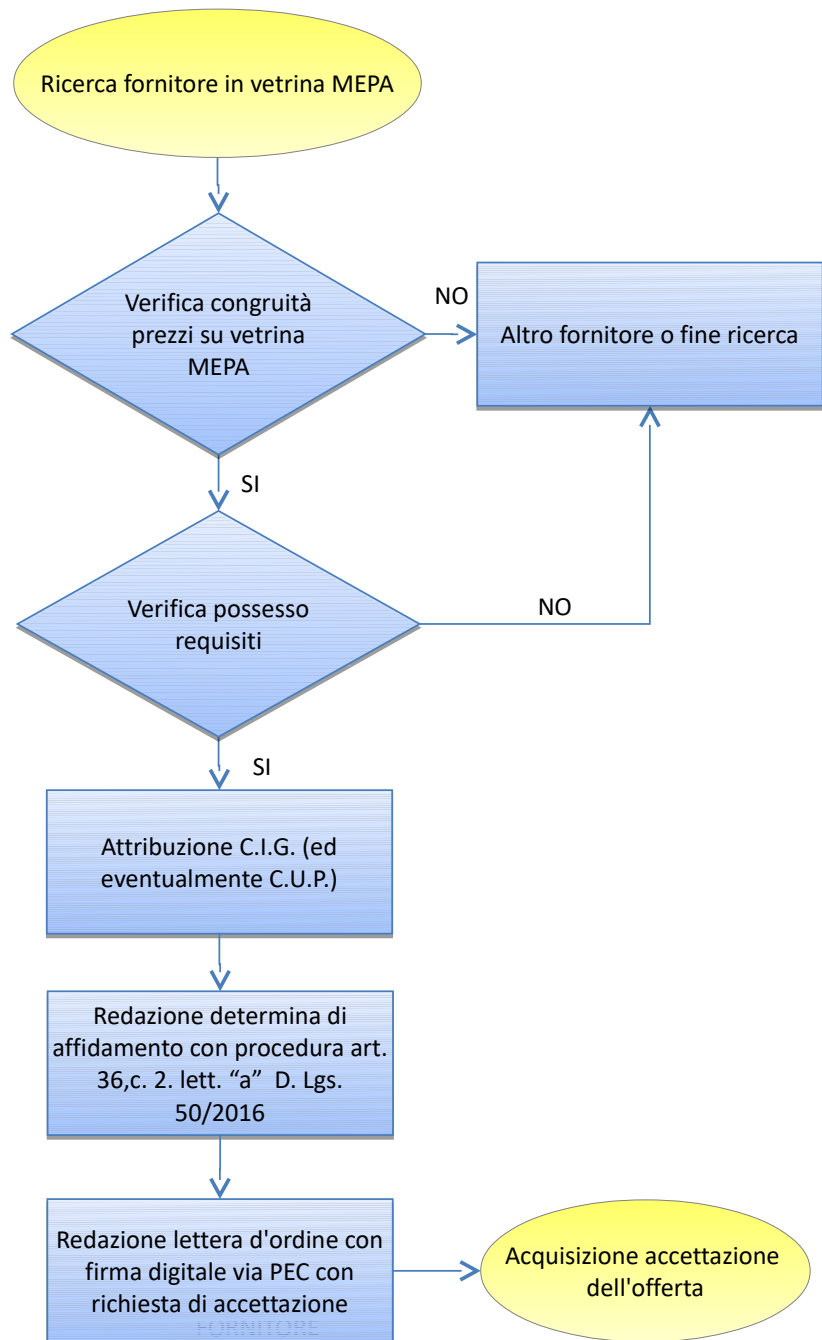 Ricerca fornitore in vetrina MEPA
Verifica congruità
prezzi su vetrina
MEPA
NO
Altro fornitore o fine ricerca
SI
Verifica possesso
requisiti
NO
SI
Attribuzione C.I.G. (ed
eventualmente C.U.P.)
Redazione determina di
affidamento con procedura art.
36,c. 2. lett. “a” D. Lgs.
50/2016
Redazione lettera d'ordine con
firma digitale via PEC con
richiesta di accettazione
FORNITORE
Acquisizione accettazione
dell'offerta